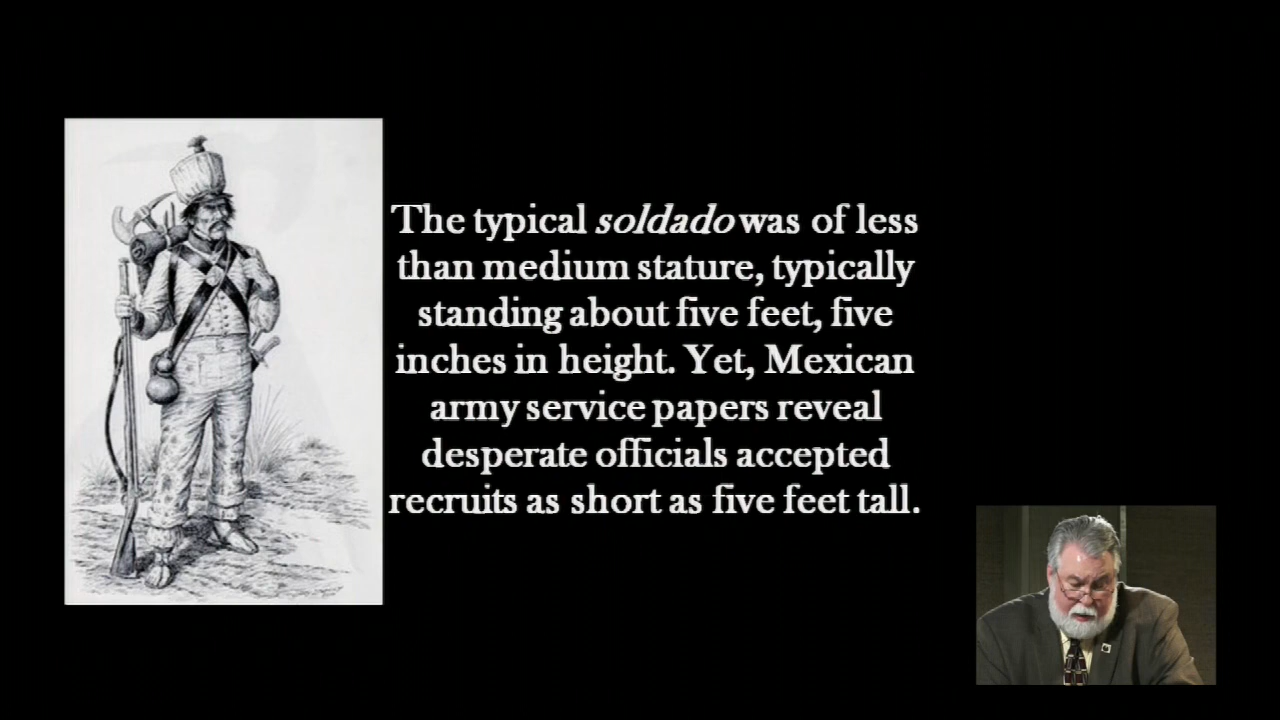 The typical soldado was of less
than medium stature, typically
standing about five feet, five
inches in height. Yet, Mexican
army service papers reveal
desperate officials accepted
recruits as short as five feet tall.